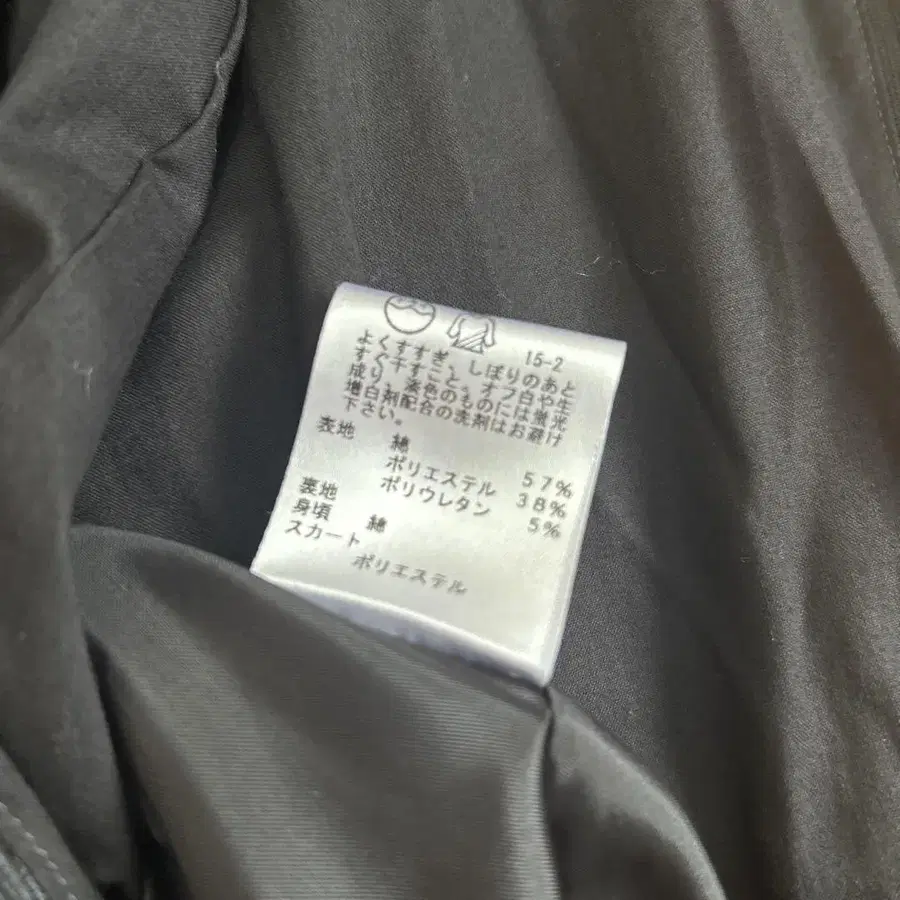 15-2
よくすすぎ、しぼりのあと
すぐ干すこと。オフ白や生
成り、淡色のものには蛍光
増白剤配合の洗剤はお避け
下さい。
表地 綿 57%
ポリエステル 38%
ポリウレタン 5%
裏地
身頃 綿
スカート
ポリエステル